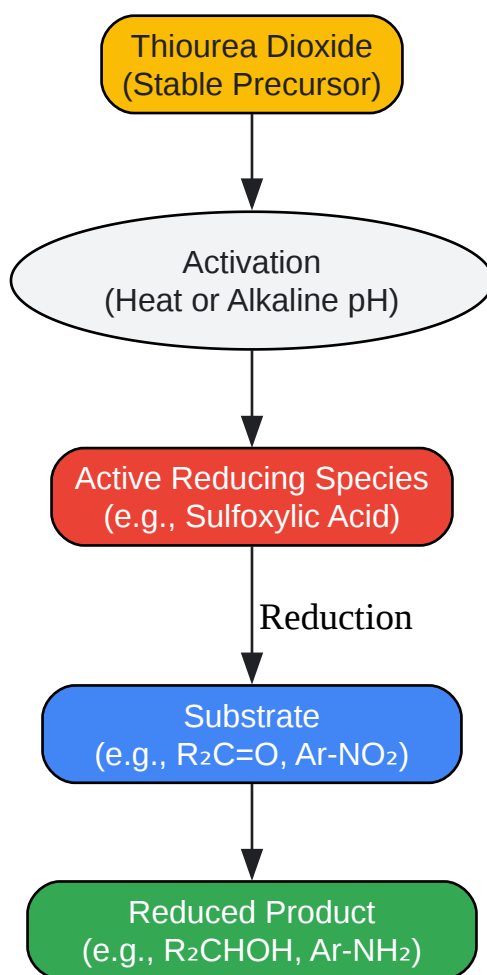 Thiourea Dioxide
(Stable Precursor)
Activation
(Heat or Alkaline pH)
Active Reducing Species
(e.g., Sulfoxylic Acid)
Reduction
Substrate
(e.g., R₂C=O, Ar-NO₂)
Reduced Product
(e.g., R₂CHOH, Ar-NH₂)